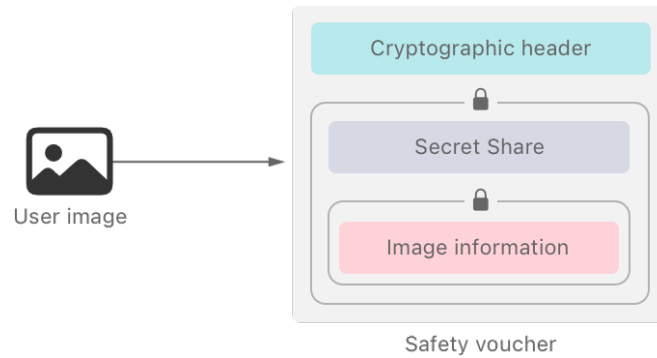 Cryptographic header
Secret Share
User image
Image information
Safety voucher